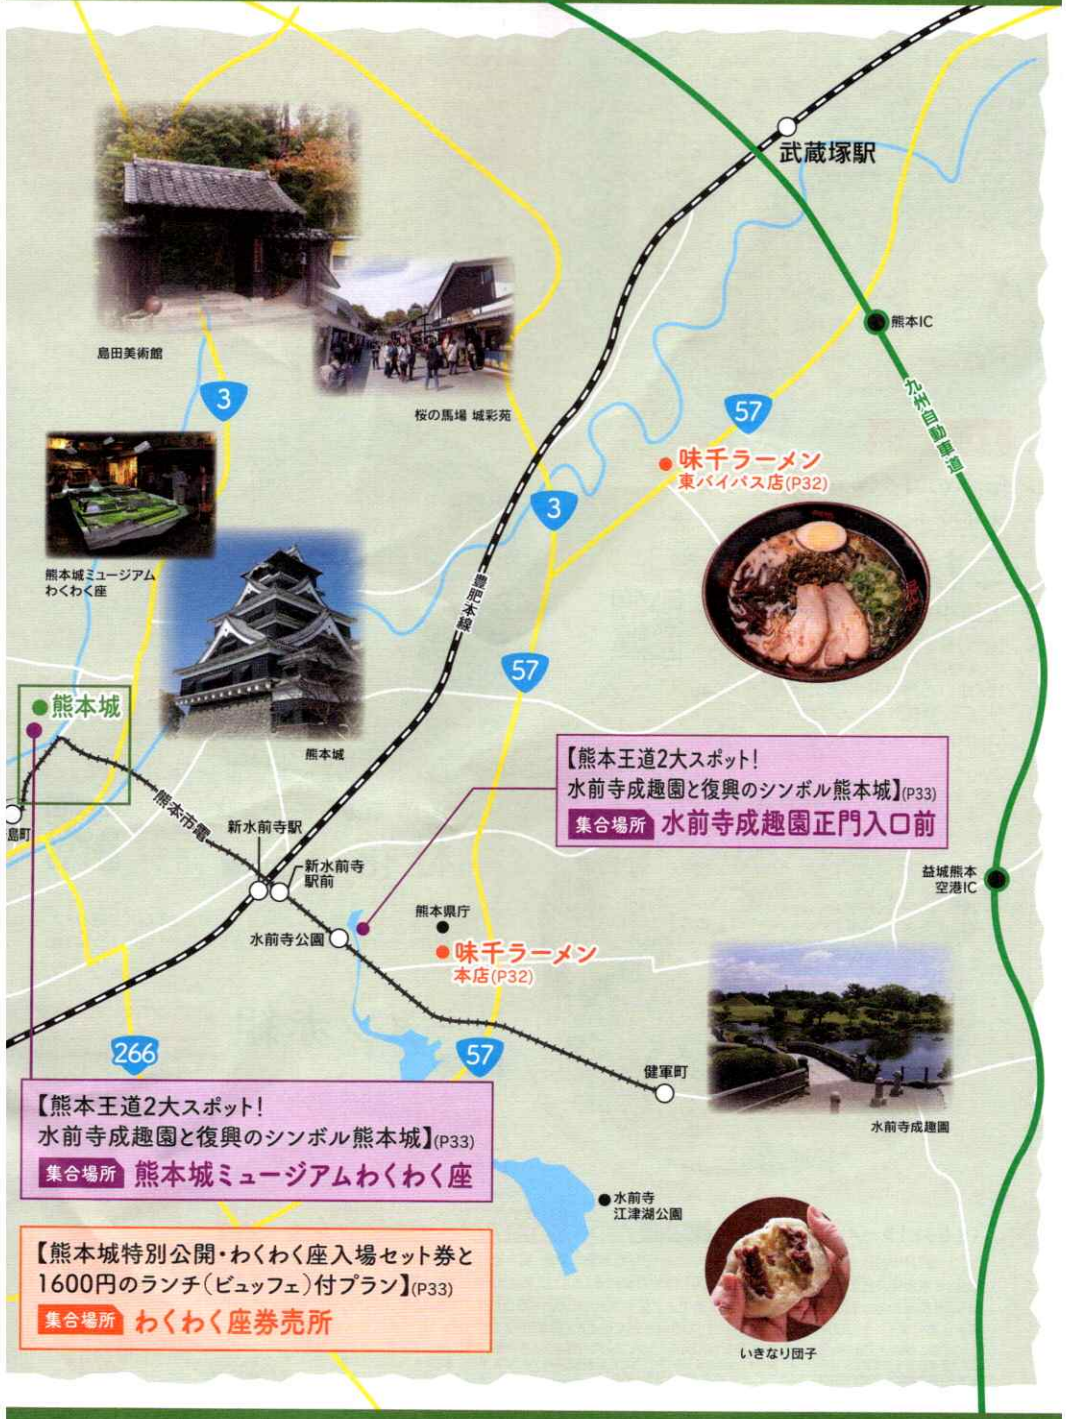 武蔵塚駅
熊本IC
九州自動車道
島田美術館
3
桜の馬場 城彩苑
57
味千ラーメン
東バイパス店(P32)
3
熊本城ミュージアム
わくわく座
豊肥本線
57
熊本城
熊本城
【熊本王道2大スポット!
水前寺成趣園と復興のシンボル熊本城】(P33)
集合場所 水前寺成趣園正門入口前
熊本市電
島町
新水前寺駅
新水前寺
駅前
益城熊本
空港IC
熊本県庁
水前寺公園
味千ラーメン
本店(P32)
266
57
健軍町
水前寺成趣園
【熊本王道2大スポット!
水前寺成趣園と復興のシンボル熊本城】(P33)
集合場所 熊本城ミュージアムわくわく座
水前寺
江津湖公園
【熊本城特別公開・わくわく座入場セット券と
1600円のランチ(ビュッフェ)付プラン】(P33)
集合場所 わくわく座券売所
いきなり団子